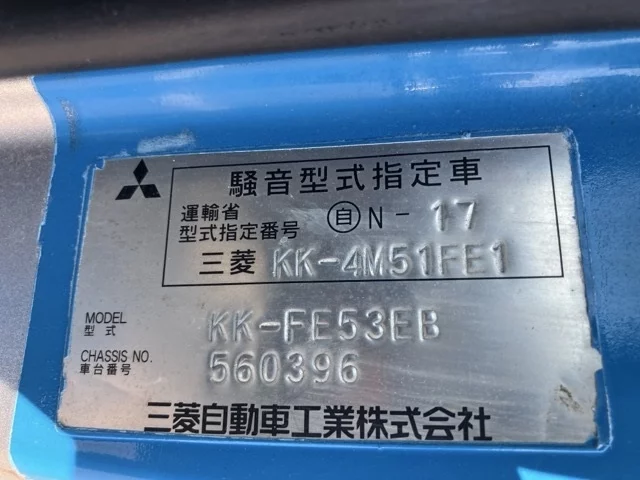 騒音型式指定車
運輸省
型式指定番号 自 N-17
三菱 KK-4M51FE1
MODEL
型式 KK-FE53EB
CHASSIS NO.
車台番号 560396
三菱自動車工業株式会社